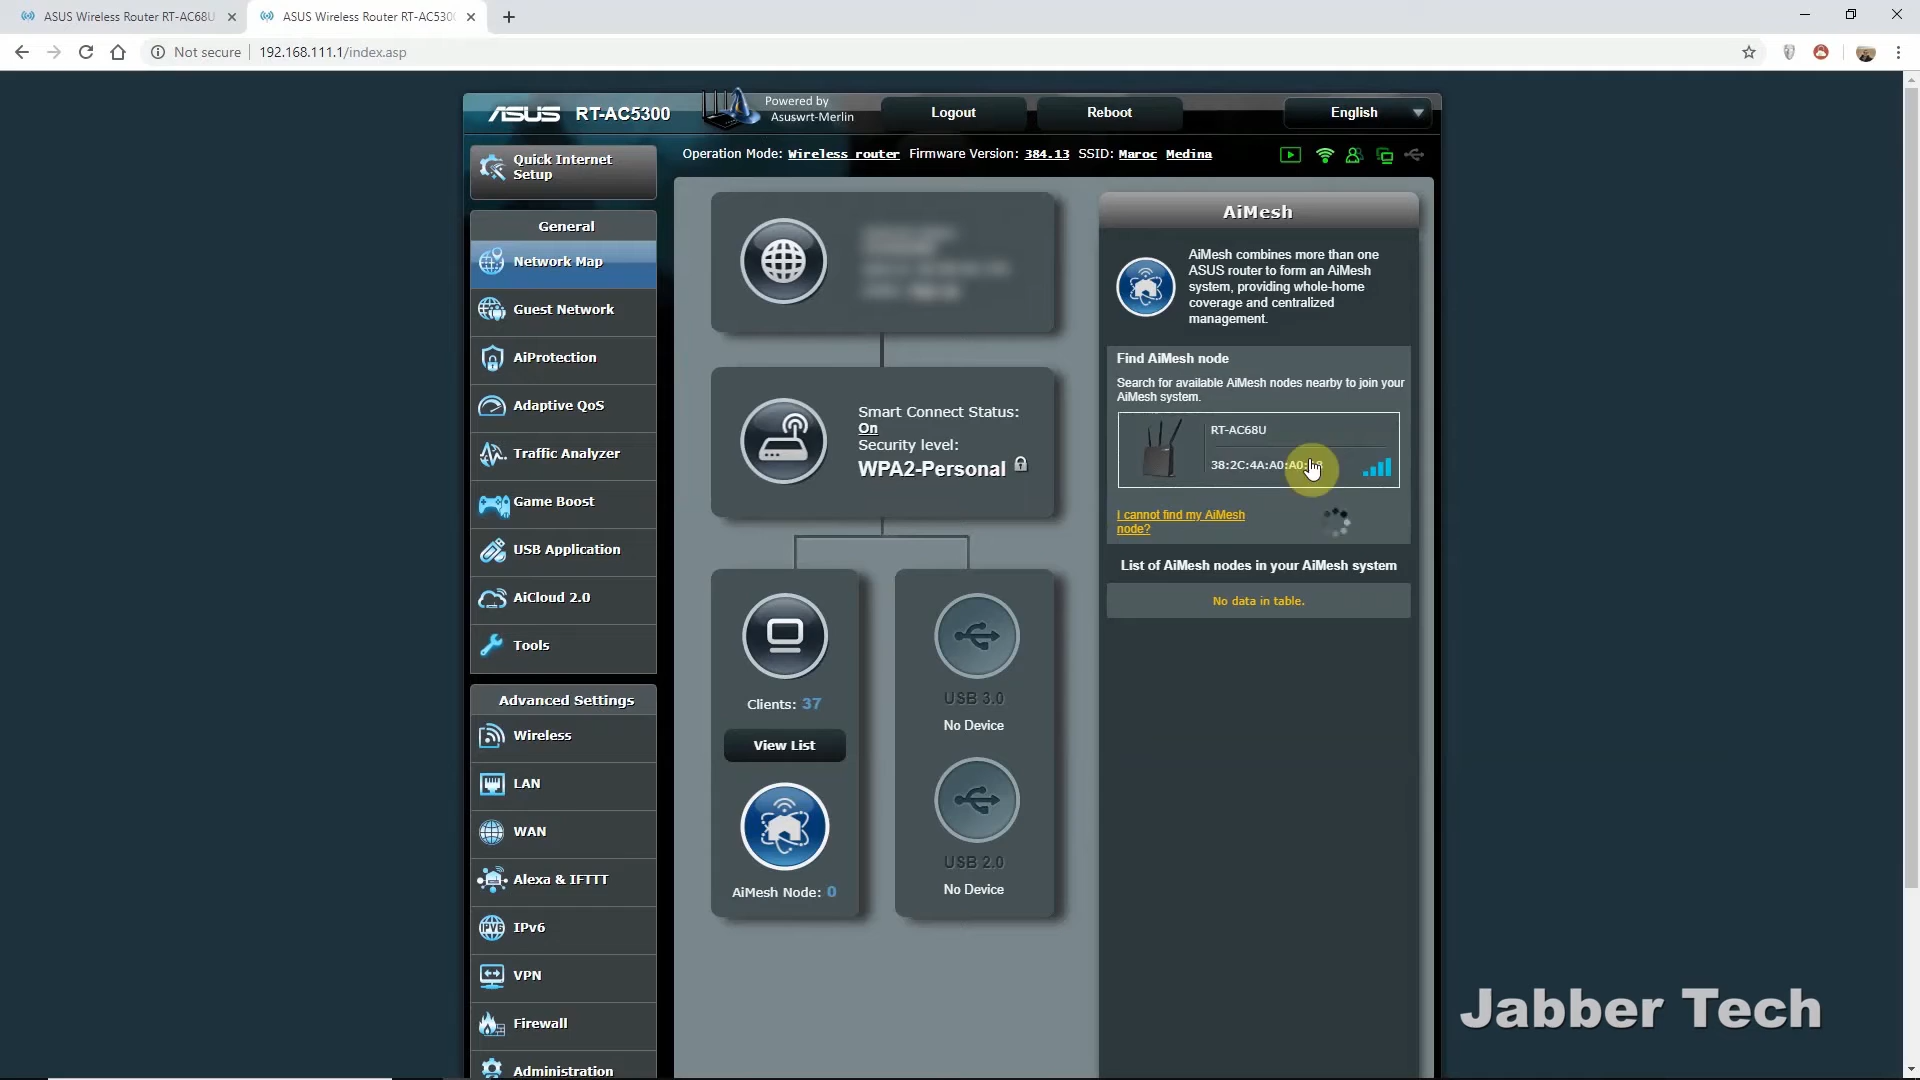 ASUS Wireless Router RT-AC68U
ASUS Wireless Router RT-AC5300
Not secure
192.168.111.1/index.asp
ASUS RT-AC5300
Powered by
Asuswrt-Merlin
Logout
Reboot
English
Operation Mode: Wireless router Firmware Version: 384.13 SSID: Maroc Medina
Quick Internet
Setup
General
Network Map
Guest Network
AiProtection
Adaptive QoS
Traffic Analyzer
Game Boost
USB Application
AiCloud 2.0
Tools
Advanced Settings
Wireless
LAN
WAN
Alexa & IFTTT
IPv6
VPN
Firewall
Administration
Smart Connect Status:
On
Security level:
WPA2-Personal
Clients: 37
View List
AiMesh Node: 0
USB 3.0
No Device
USB 2.0
No Device
AiMesh
AiMesh combines more than one
ASUS router to form an AiMesh
system, providing whole-home
coverage and centralized
management.
Find AiMesh node
Search for available AiMesh nodes nearby to join your
AiMesh system.
RT-AC68U
38:2C:4A:A0:A0:
I cannot find my AiMesh
node?
List of AiMesh nodes in your AiMesh system
No data in table.
Jabber Tech